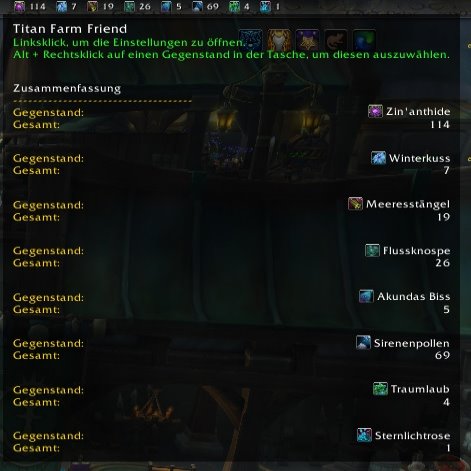 114 7 19 26 5 69 4 1
Titan Farm Friend
Linksklick, um die Einstellungen zu öffnen.
Alt + Rechtsklick auf einen Gegenstand in der Tasche, um diesen auszuwählen.
Zusammenfassung
Gegenstand: Zin'anthide
Gesamt: 114
Gegenstand: Winterkuss
Gesamt: 7
Gegenstand: Meeresstängel
Gesamt: 19
Gegenstand: Flussknospe
Gesamt: 26
Gegenstand: Akundas Biss
Gesamt: 5
Gegenstand: Sirenenpollen
Gesamt: 69
Gegenstand: Traumlaub
Gesamt: 4
Gegenstand: Sternlichtrose
Gesamt: 1